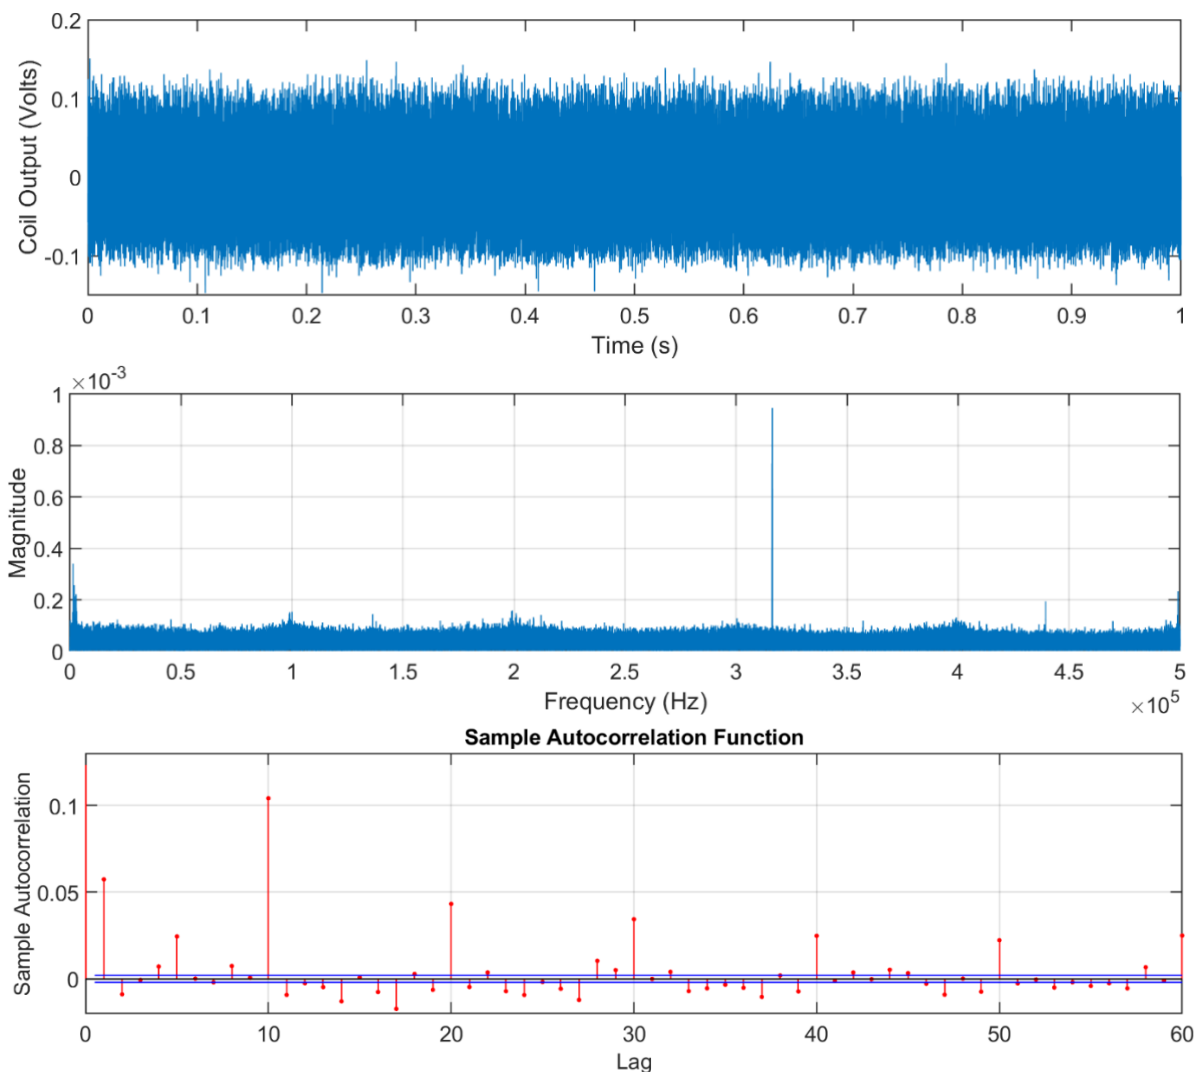 0.2
0.1
0
-0.1
Coil Output (Volts)
0 0.1 0.2 0.3 0.4 0.5 0.6 0.7 0.8 0.9 1
Time (s)
×10-3
1
0.8
0.6
0.4
0.2
0
Magnitude
0 0.5 1 1.5 2 2.5 3 3.5 4 4.5 5
Frequency (Hz)
×105
Sample Autocorrelation Function
0.1
0.05
0
Sample Autocorrelation
0 10 20 30 40 50 60
Lag